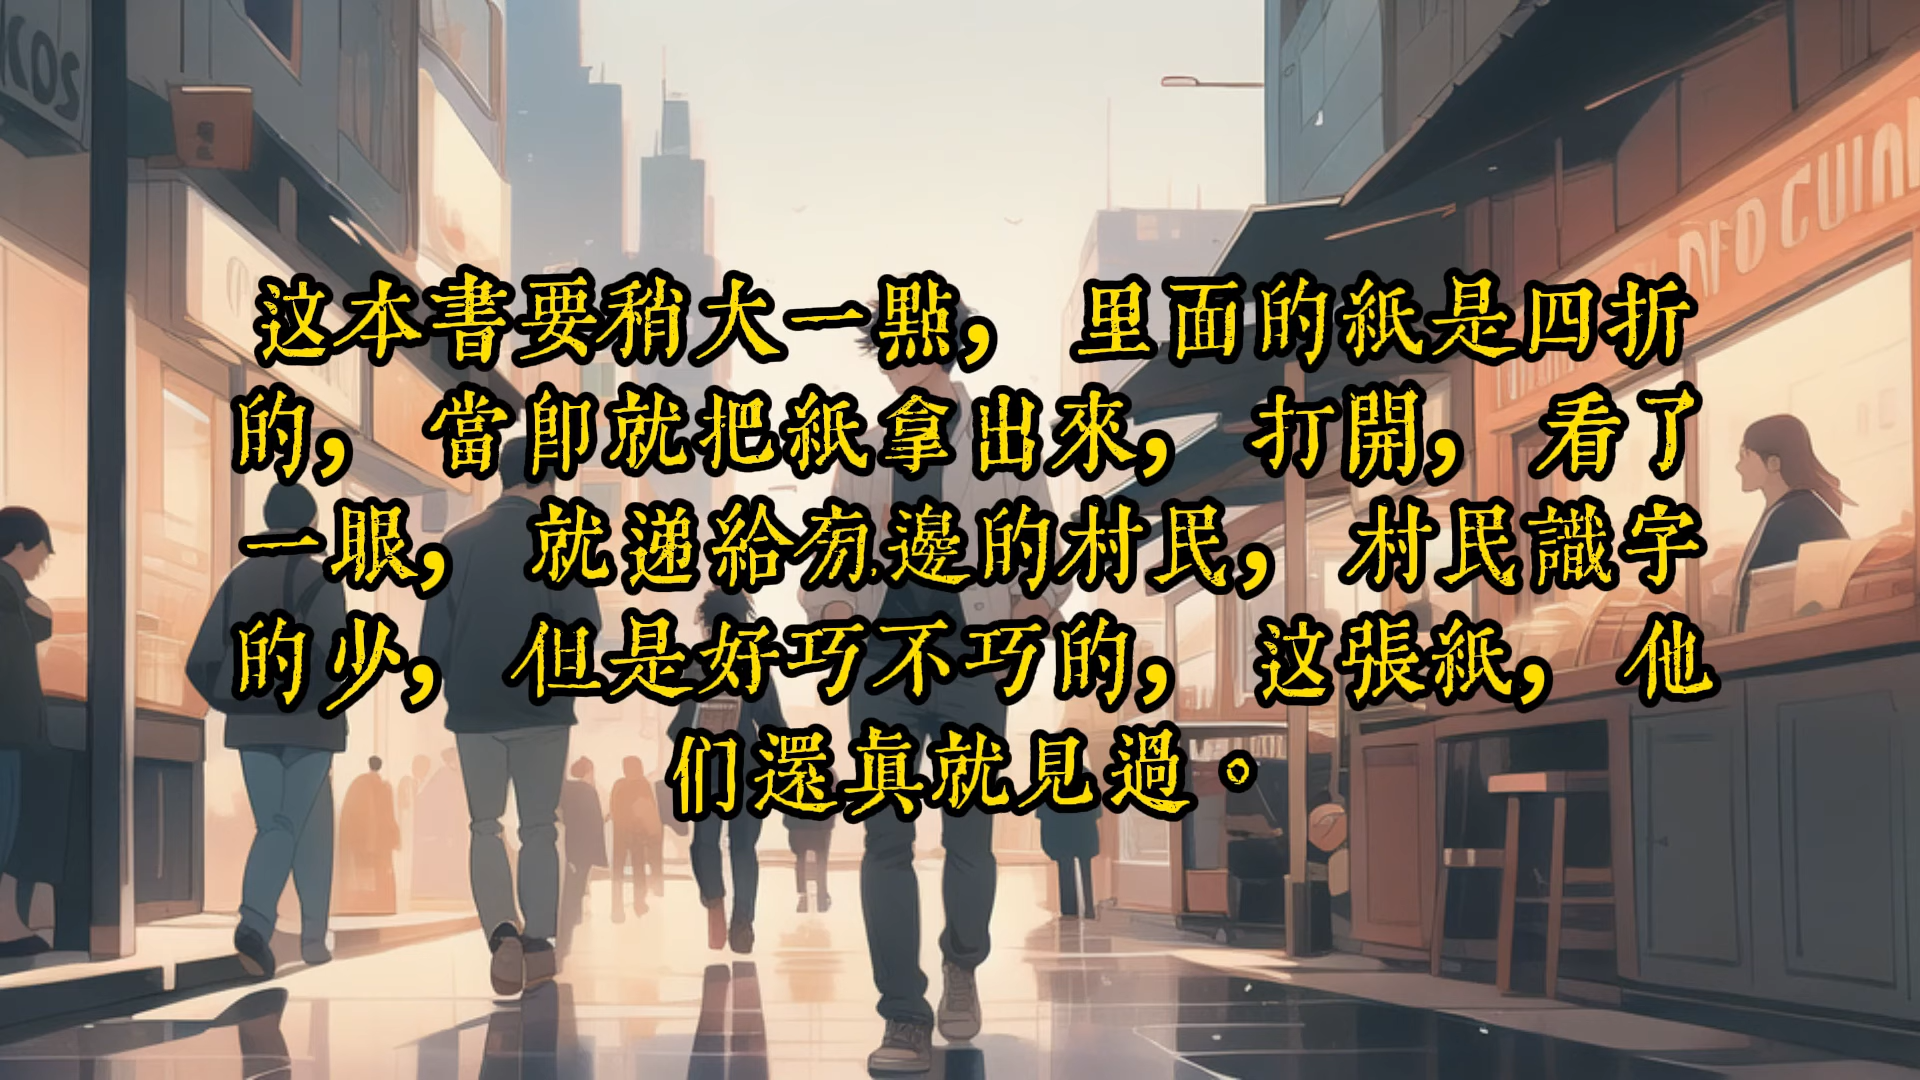 这本書要稍大一點， 里面的紙是四折
的， 當即就把紙拿出來， 打開， 看了
一眼， 就递給旁邊的村民， 村民識字
的少， 但是好巧不巧的， 这張紙， 他
们還眞就見過。
KOS